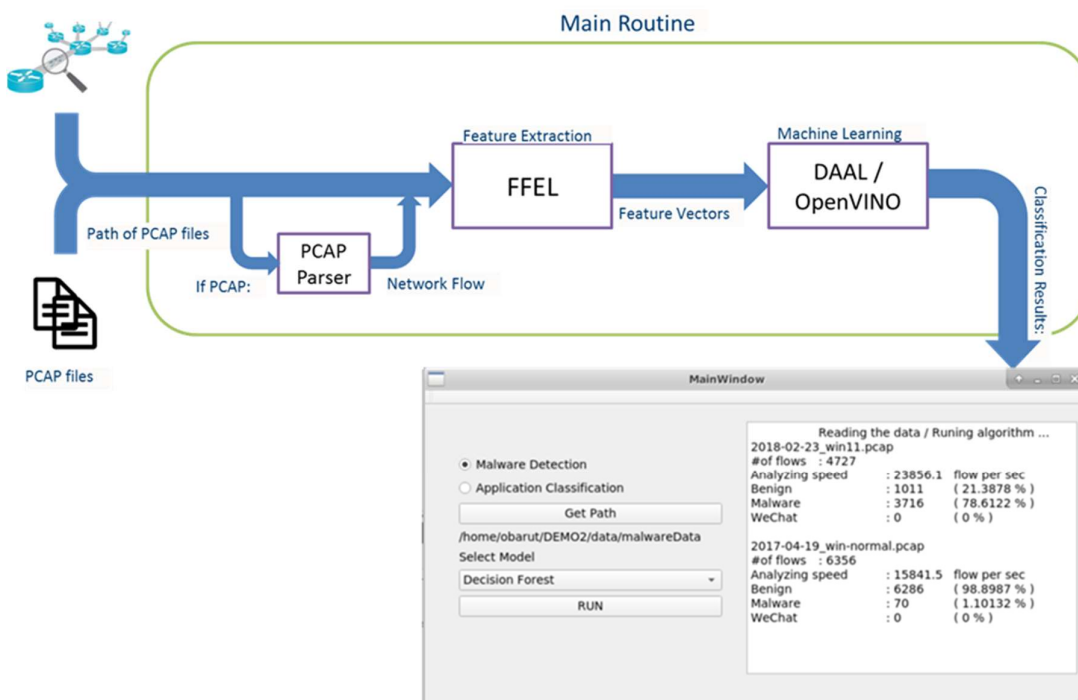 Main Routine
Feature Extraction
Machine Learning
FFEL
DAAL /
OpenVINO
Feature Vectors
Path of PCAP files
PCAP
Parser
If PCAP:
Network Flow
Classification Results:
PCAP files
MainWindow
Malware Detection
Application Classification
Get Path
/home/obarut/DEMO2/data/malwareData
Select Model
Decision Forest
RUN
Reading the data / Runing algorithm ...
2018-02-23_win11.pcap
#of flows : 4727
Analyzing speed : 23856.1 flow per sec
Benign : 1011 ( 21.3878 % )
Malware : 3716 ( 78.6122 % )
WeChat : 0 ( 0 % )
2017-04-19_win-normal.pcap
#of flows : 6356
Analyzing speed : 15841.5 flow per sec
Benign : 6286 ( 98.8987 % )
Malware : 70 ( 1.10132 % )
WeChat : 0 ( 0 % )